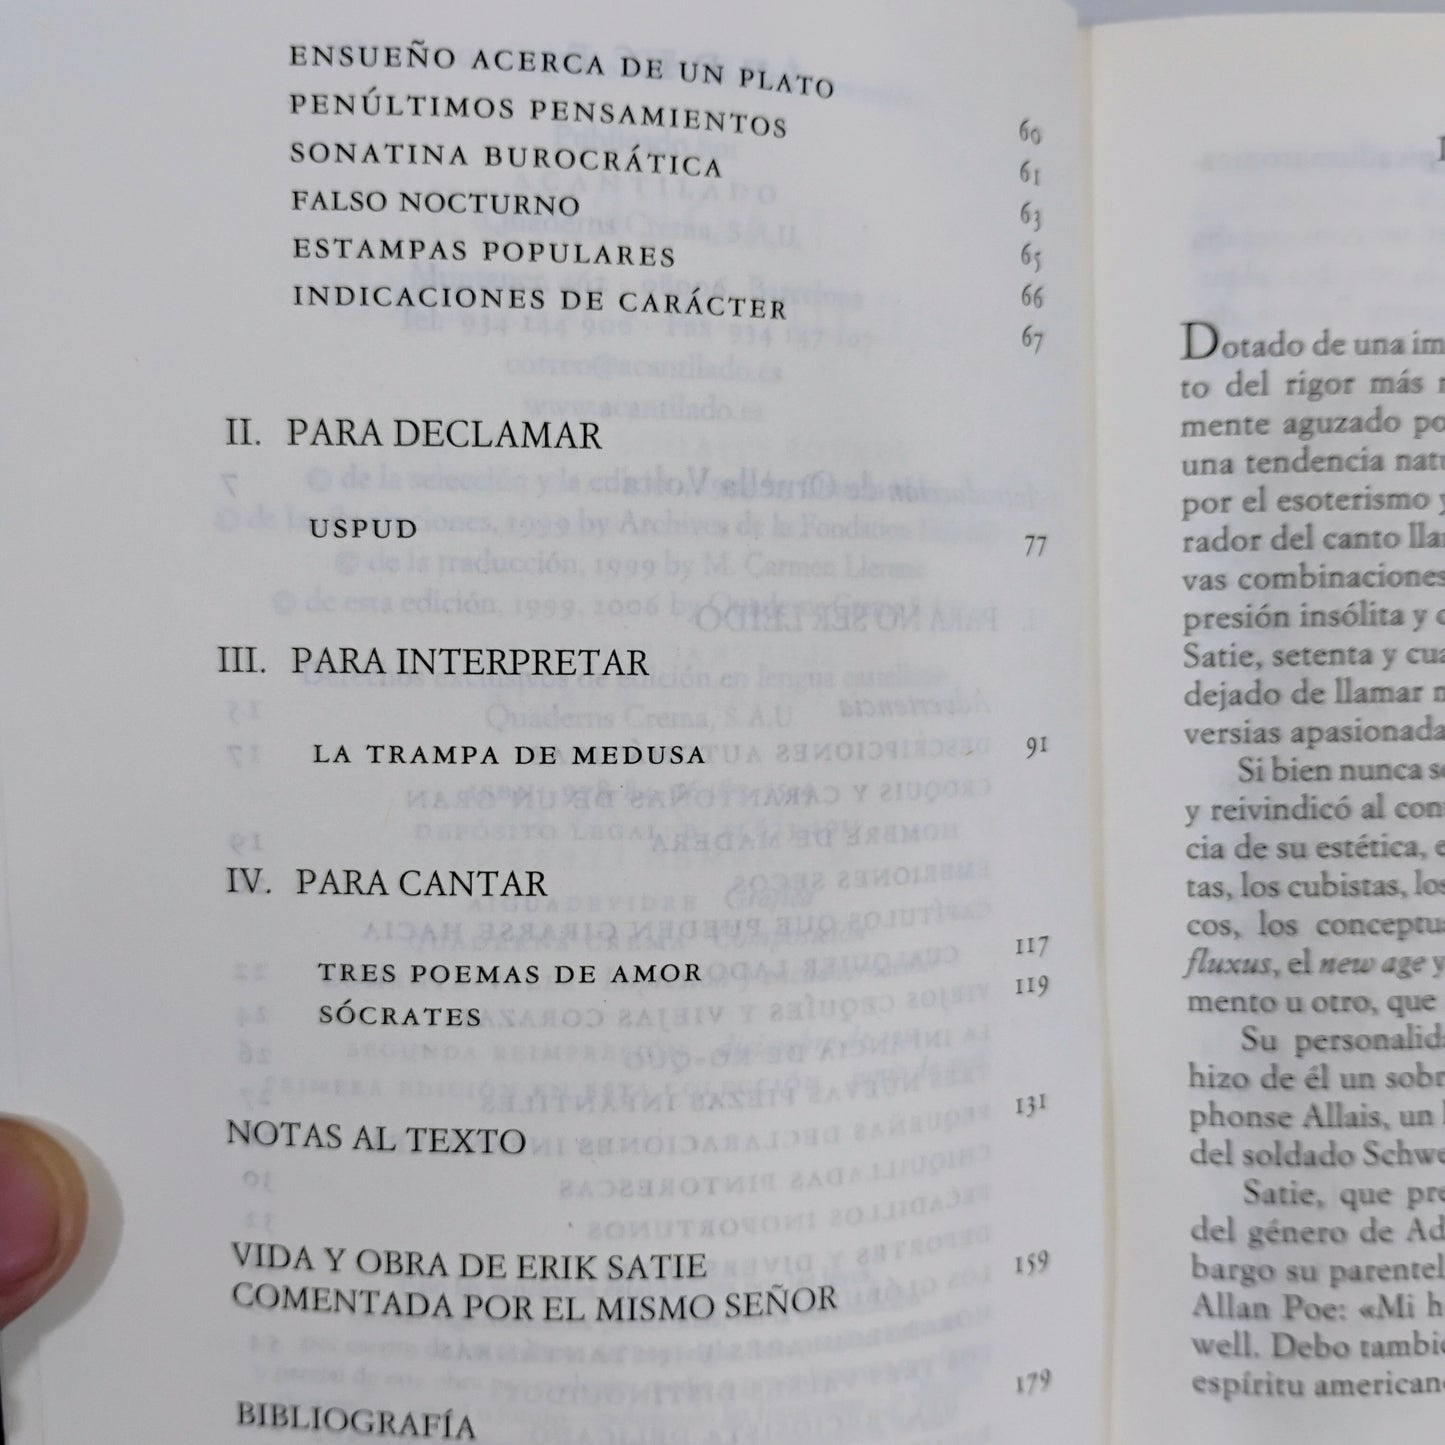 ENSUEÑO ACERCA DE UN PLATO 60
PENÚLTIMOS PENSAMIENTOS 61
SONATINA BUROCRÁTICA 63
FALSO NOCTURNO 65
ESTAMPAS POPULARES 66
INDICACIONES DE CARÁCTER 67
II. PARA DECLAMAR
USPUD 77
III. PARA INTERPRETAR
LA TRAMPA DE MEDUSA 91
IV. PARA CANTAR
TRES POEMAS DE AMOR 117
SÓCRATES 119
NOTAS AL TEXTO 131
VIDA Y OBRA DE ERIK SATIE
COMENTADA POR EL MISMO SEÑOR 159
BIBLIOGRAFÍA 179
Dotado de una im
to del rigor más
mente aguzado po
una tendencia natu
por el esoterismo y
rador del canto llan
vas combinaciones
presión insólita y
Satie, setenta y cua
dejado de llamar
versias apasionada
Si bien nunca se
y reivindicó al con
cia de su estética, e
tas, los cubistas, los
cos, los conceptu
fluxus, el new age y
mento u otro, que
Su personalida
hizo de él un sobr
phonse Allais, un
del soldado Schwe
Satie, que pre
del género de Ad
bargo su parentel
Allan Poe: «Mi h
well. Debo tambié
espíritu american